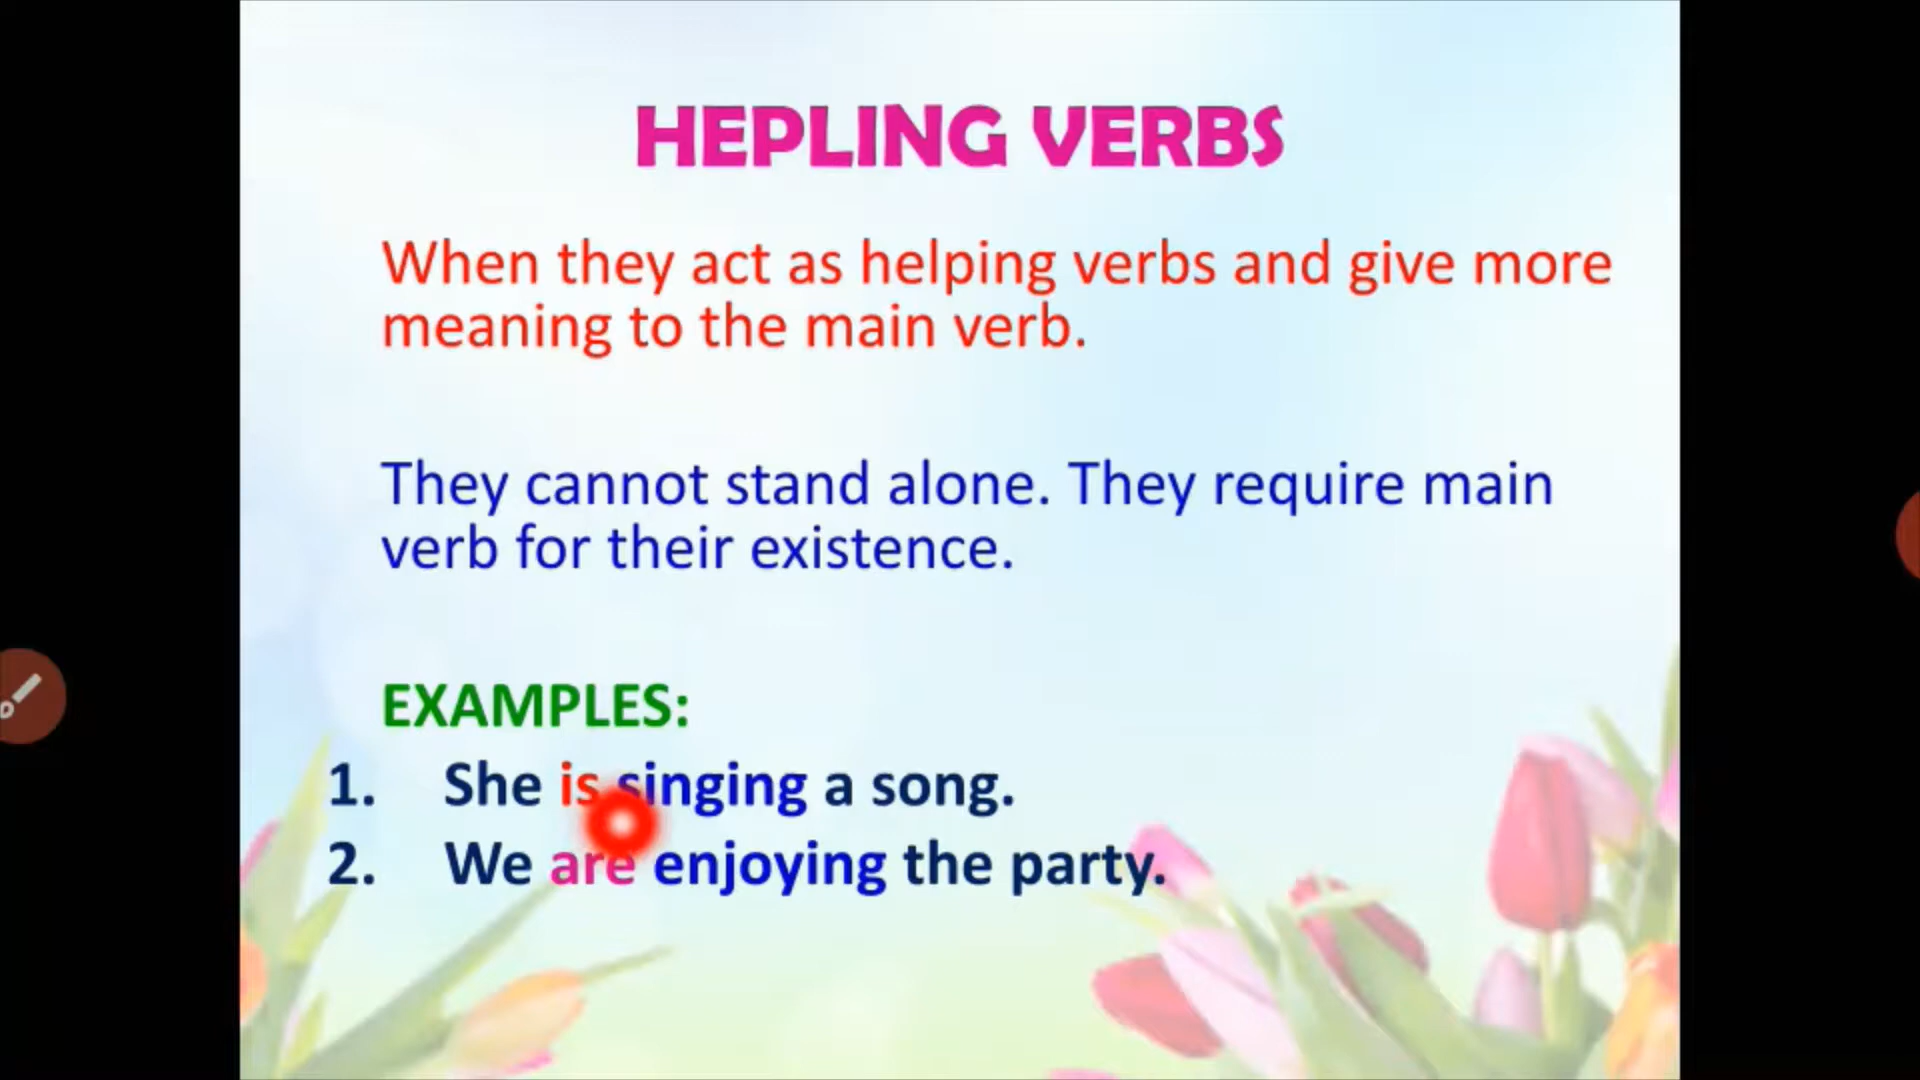 HEPLING VERBS
When they act as helping verbs and give more
meaning to the main verb.
They cannot stand alone. They require main
verb for their existence.
EXAMPLES:
1. She is singing a song.
2. We are enjoying the party.